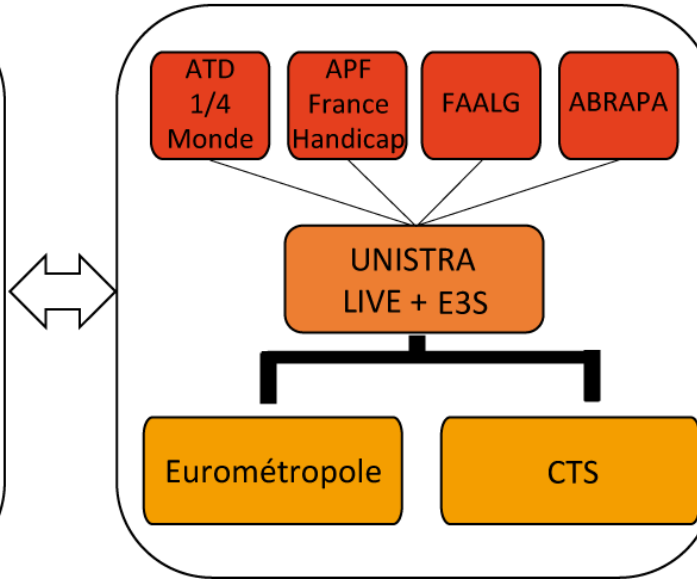 ATD
1/4
Monde
APF
France
Handicap
FAALG
ABRAPA
UNISTRA
LIVE + E3S
Eurométropole
CTS